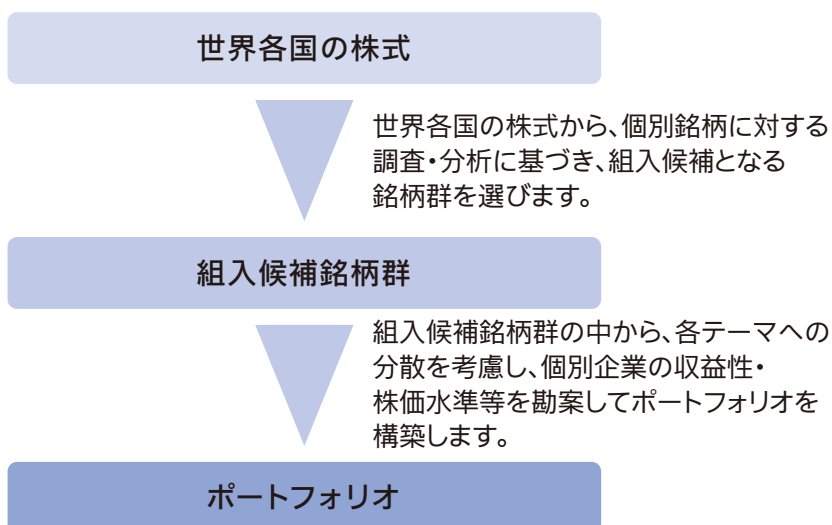 世界各国の株式
世界各国の株式から、個別銘柄に対する
調査・分析に基づき、組入候補となる
銘柄群を選びます。
組入候補銘柄群
組入候補銘柄群の中から、各テーマへの
分散を考慮し、個別企業の収益性・
株価水準等を勘案してポートフォリオを
構築します。
ポートフォリオ